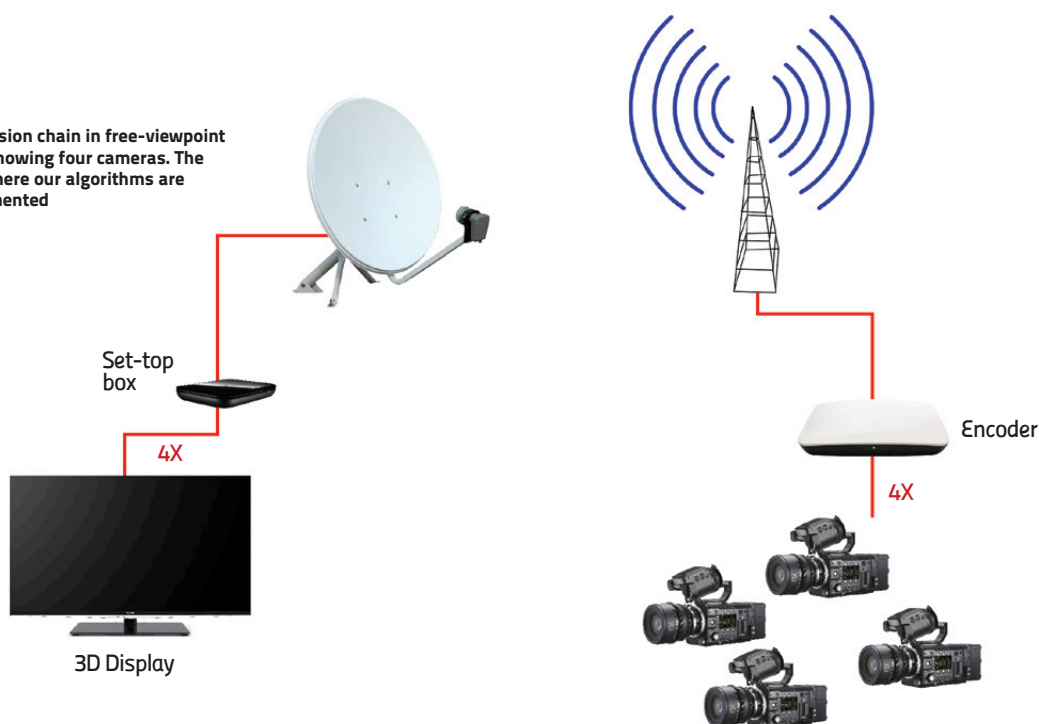 sion chain in free-viewpoint
howing four cameras. The
here our algorithms are
ented
Set-top
box
4X
3D Display
Encoder
4X